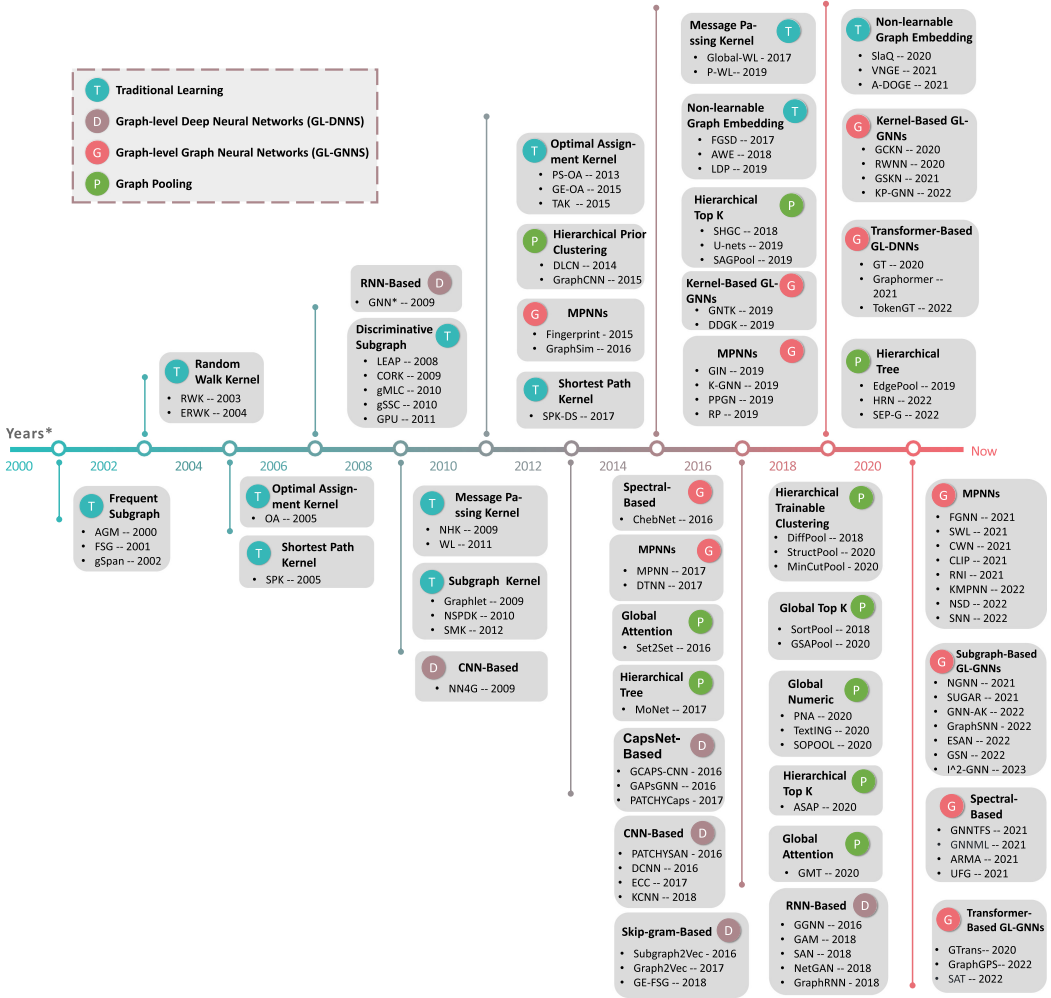 T Traditional Learning
D Graph-level Deep Neural Networks (GL-DNNS)
G Graph-level Graph Neural Networks (GL-GNNS)
P Graph Pooling
Years*
2000 2002 2004 2006 2008 2010 2012 2014 2016 2018 2020 Now
T Frequent
Subgraph
• AGM -- 2000
• FSG -- 2001
• gSpan -- 2002
T Random
Walk Kernel
• RWK -- 2003
• ERWK -- 2004
T Optimal Assign-
ment Kernel
• OA -- 2005
T Shortest Path
Kernel
• SPK -- 2005
RNN-Based D
• GNN* -- 2009
Discriminative
Subgraph T
• LEAP -- 2008
• CORK -- 2009
• gMLC -- 2010
• gSSC -- 2010
• GPU -- 2011
T Message Pa-
ssing Kernel
• NHK -- 2009
• WL -- 2011
T Subgraph Kernel
• Graphlet -- 2009
• NSPDK -- 2010
• SMK -- 2012
D CNN-Based
• NN4G -- 2009
T Optimal Assign-
ment Kernel
• PS-OA -- 2013
• GE-OA -- 2015
• TAK -- 2015
P Hierarchical Prior
Clustering
• DLCN -- 2014
• GraphCNN -- 2015
G MPNNs
• Fingerprint - 2015
• GraphSim -- 2016
T Shortest Path
Kernel
• SPK-DS -- 2017
Spectral-
Based G
• ChebNet -- 2016
MPNNs G
• MPNN -- 2017
• DTNN -- 2017
Global
Attention P
• Set2Set -- 2016
Hierarchical
Tree P
• MoNet -- 2017
CapsNet-
Based D
• GCAPS-CNN - 2016
• GAPsGNN -- 2016
• PATCHYCaps - 2017
CNN-Based D
• PATCHYSAN - 2016
• DCNN -- 2016
• ECC -- 2017
• KCNN -- 2018
Skip-gram-Based D
• Subgraph2Vec - 2016
• Graph2Vec -- 2017
• GE-FSG -- 2018
Message Pa-
ssing Kernel T
• Global-WL - 2017
• P-WL-- 2019
Non-learnable
Graph Embedding T
• FGSD -- 2017
• AWE -- 2018
• LDP -- 2019
Hierarchical
Top K P
• SHGC -- 2018
• U-nets -- 2019
• SAGPool -- 2019
Kernel-Based GL-
GNNs G
• GNTK -- 2019
• DDGK -- 2019
MPNNs G
• GIN -- 2019
• K-GNN -- 2019
• PPGN -- 2019
• RP -- 2019
Hierarchical
Trainable
Clustering P
• DiffPool -- 2018
• StructPool -- 2020
• MinCutPool - 2020
Global Top K P
• SortPool -- 2018
• GSAPool -- 2020
Global
Numeric P
• PNA -- 2020
• TextING -- 2020
• SOPOOL -- 2020
Hierarchical
Top K P
• ASAP -- 2020
Global
Attention P
• GMT -- 2020
RNN-Based D
• GGNN -- 2016
• GAM -- 2018
• SAN -- 2018
• NetGAN -- 2018
• GraphRNN - 2018
T Non-learnable
Graph Embedding
• SlaQ -- 2020
• VNGE -- 2021
• A-DOGE -- 2021
G Kernel-Based GL-
GNNs
• GCKN -- 2020
• RWNN -- 2020
• GSKN -- 2021
• KP-GNN -- 2022
G Transformer-Based
GL-DNNs
• GT -- 2020
• Graphormer --
2021
• TokenGT -- 2022
P Hierarchical
Tree
• EdgePool -- 2019
• HRN -- 2022
• SEP-G -- 2022
G MPNNs
• FGNN -- 2021
• SWL -- 2021
• CWN -- 2021
• CLIP -- 2021
• RNI -- 2021
• KMPNN -- 2022
• NSD -- 2022
• SNN -- 2022
G Subgraph-Based
GL-GNNs
• NGNN -- 2021
• SUGAR -- 2021
• GNN-AK -- 2022
• GraphSNN - 2022
• ESAN -- 2022
• GSN -- 2022
• I^2-GNN -- 2023
G Spectral-
Based
• GNNTFS -- 2021
• GNNML -- 2021
• ARMA -- 2021
• UFG -- 2021
G Transformer-
Based GL-GNNs
• GTrans-- 2020
• GraphGPS-- 2022
• SAT -- 2022